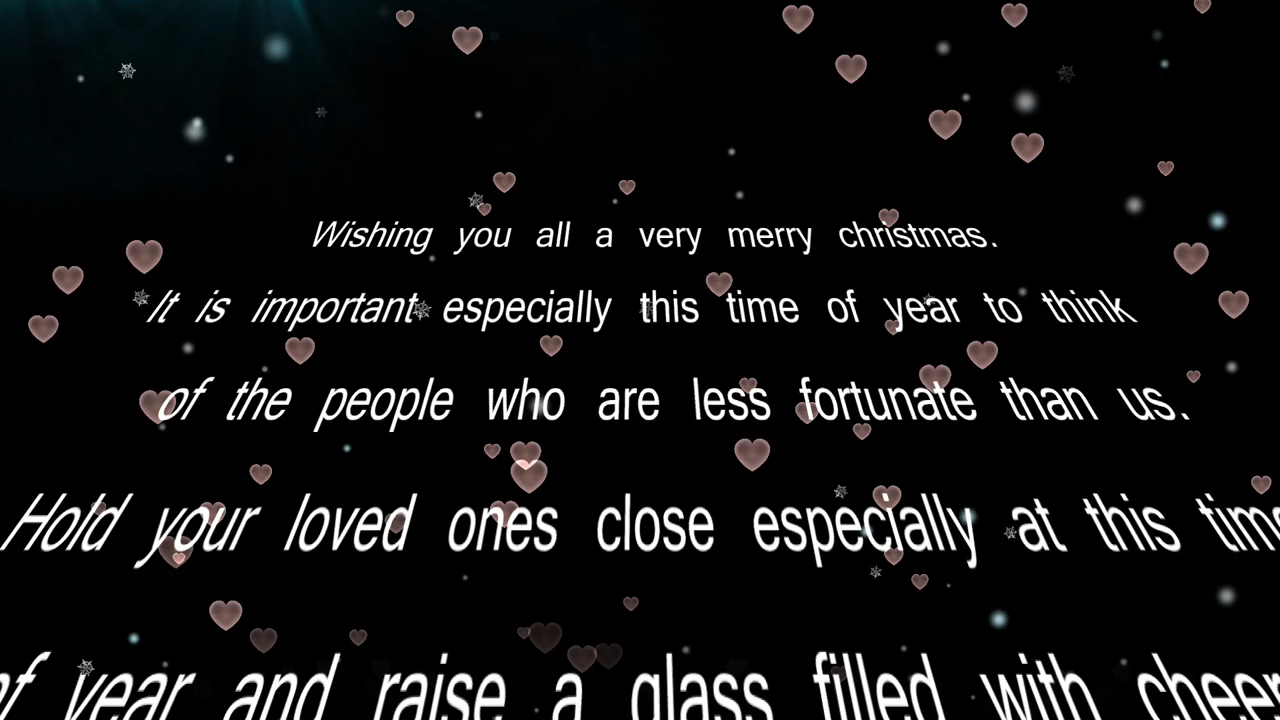 Wishing you all a very merry christmas.
It is important especially this time of year to think
of the people who are less fortunate than us.
Hold your loved ones close especially at this time
of year and raise a glass filled with cheer